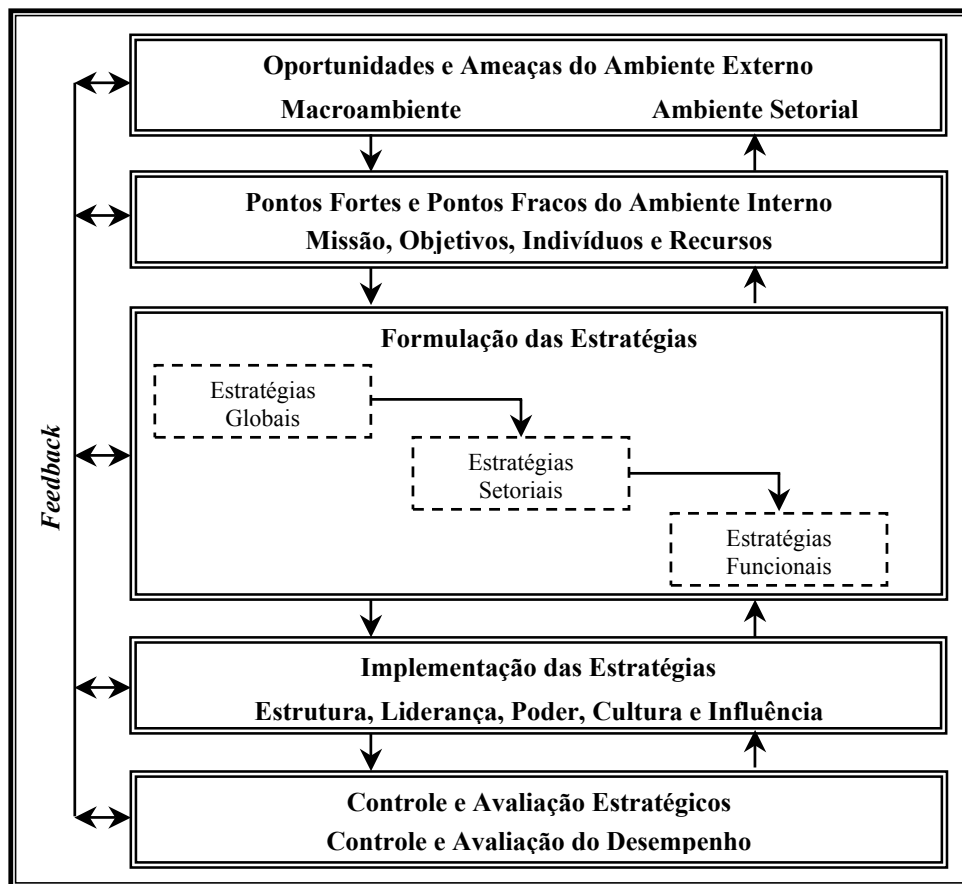 Oportunidades e Ameaças do Ambiente Externo
Macroambiente Ambiente Setorial
Pontos Fortes e Pontos Fracos do Ambiente Interno
Missão, Objetivos, Indivíduos e Recursos
Formulação das Estratégias
Estratégias
Globais
Estratégias
Setoriais
Estratégias
Funcionais
Feedback
Implementação das Estratégias
Estrutura, Liderança, Poder, Cultura e Influência
Controle e Avaliação Estratégicos
Controle e Avaliação do Desempenho